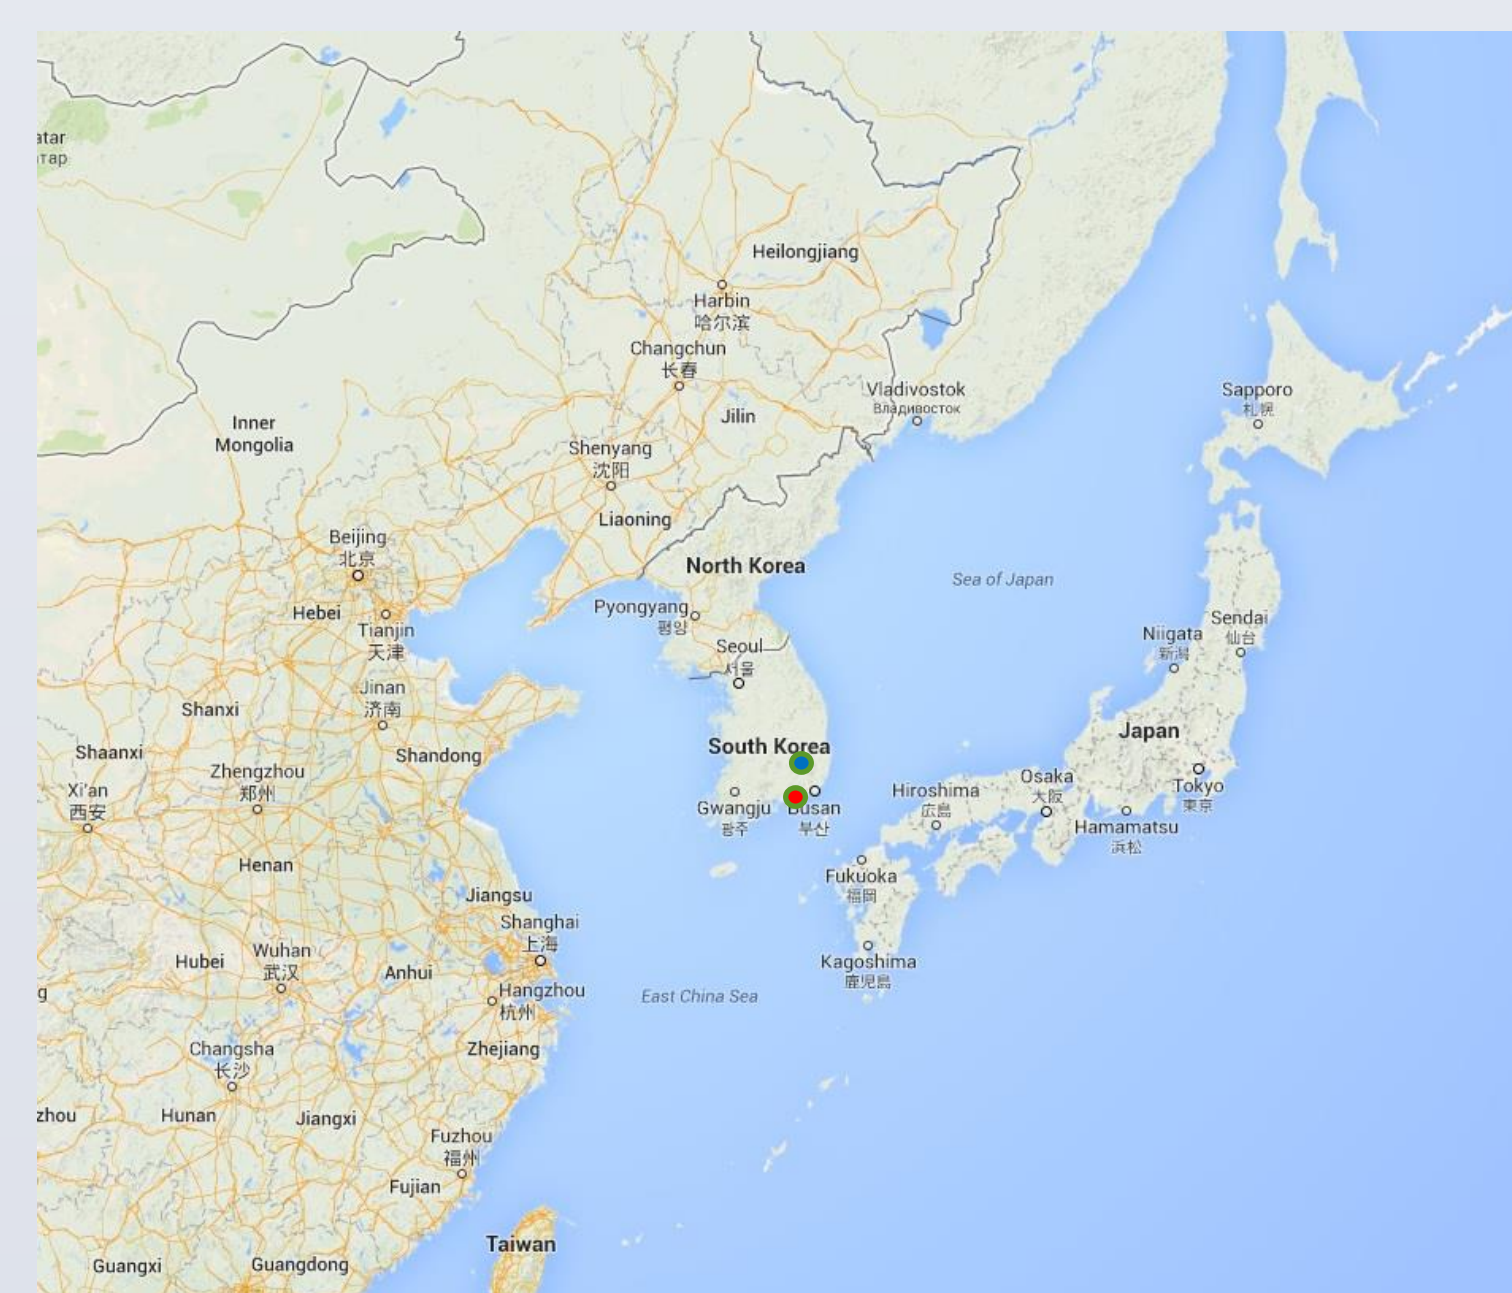 atar
тар
Heilongjiang
Harbin
哈尔滨
Changchun
长春
Jilin
Vladivostok
Владивосток
Sapporo
札幌
Inner
Mongolia
Shenyang
沈阳
Liaoning
Beijing
北京
North Korea
Sea of Japan
Hebei
Tianjin
天津
Pyongyang
평양
Seoul
서울
Sendai
仙台
Niigata
新潟
Jinan
济南
Shanxi
Shaanxi
Shandong
South Korea
Japan
Xi'an
西安
Zhengzhou
郑州
Gwangju
광주
Busan
부산
Hiroshima
広島
Osaka
大阪
Tokyo
東京
Hamamatsu
浜松
Henan
Fukuoka
福岡
Jiangsu
Shanghai
上海
Hubei
Wuhan
武汉
Anhui
Kagoshima
鹿児島
g
Hangzhou
杭州
East China Sea
Changsha
长沙
Zhejiang
zhou
Hunan
Jiangxi
Fuzhou
福州
Fujian
Taiwan
Guangxi
Guangdong